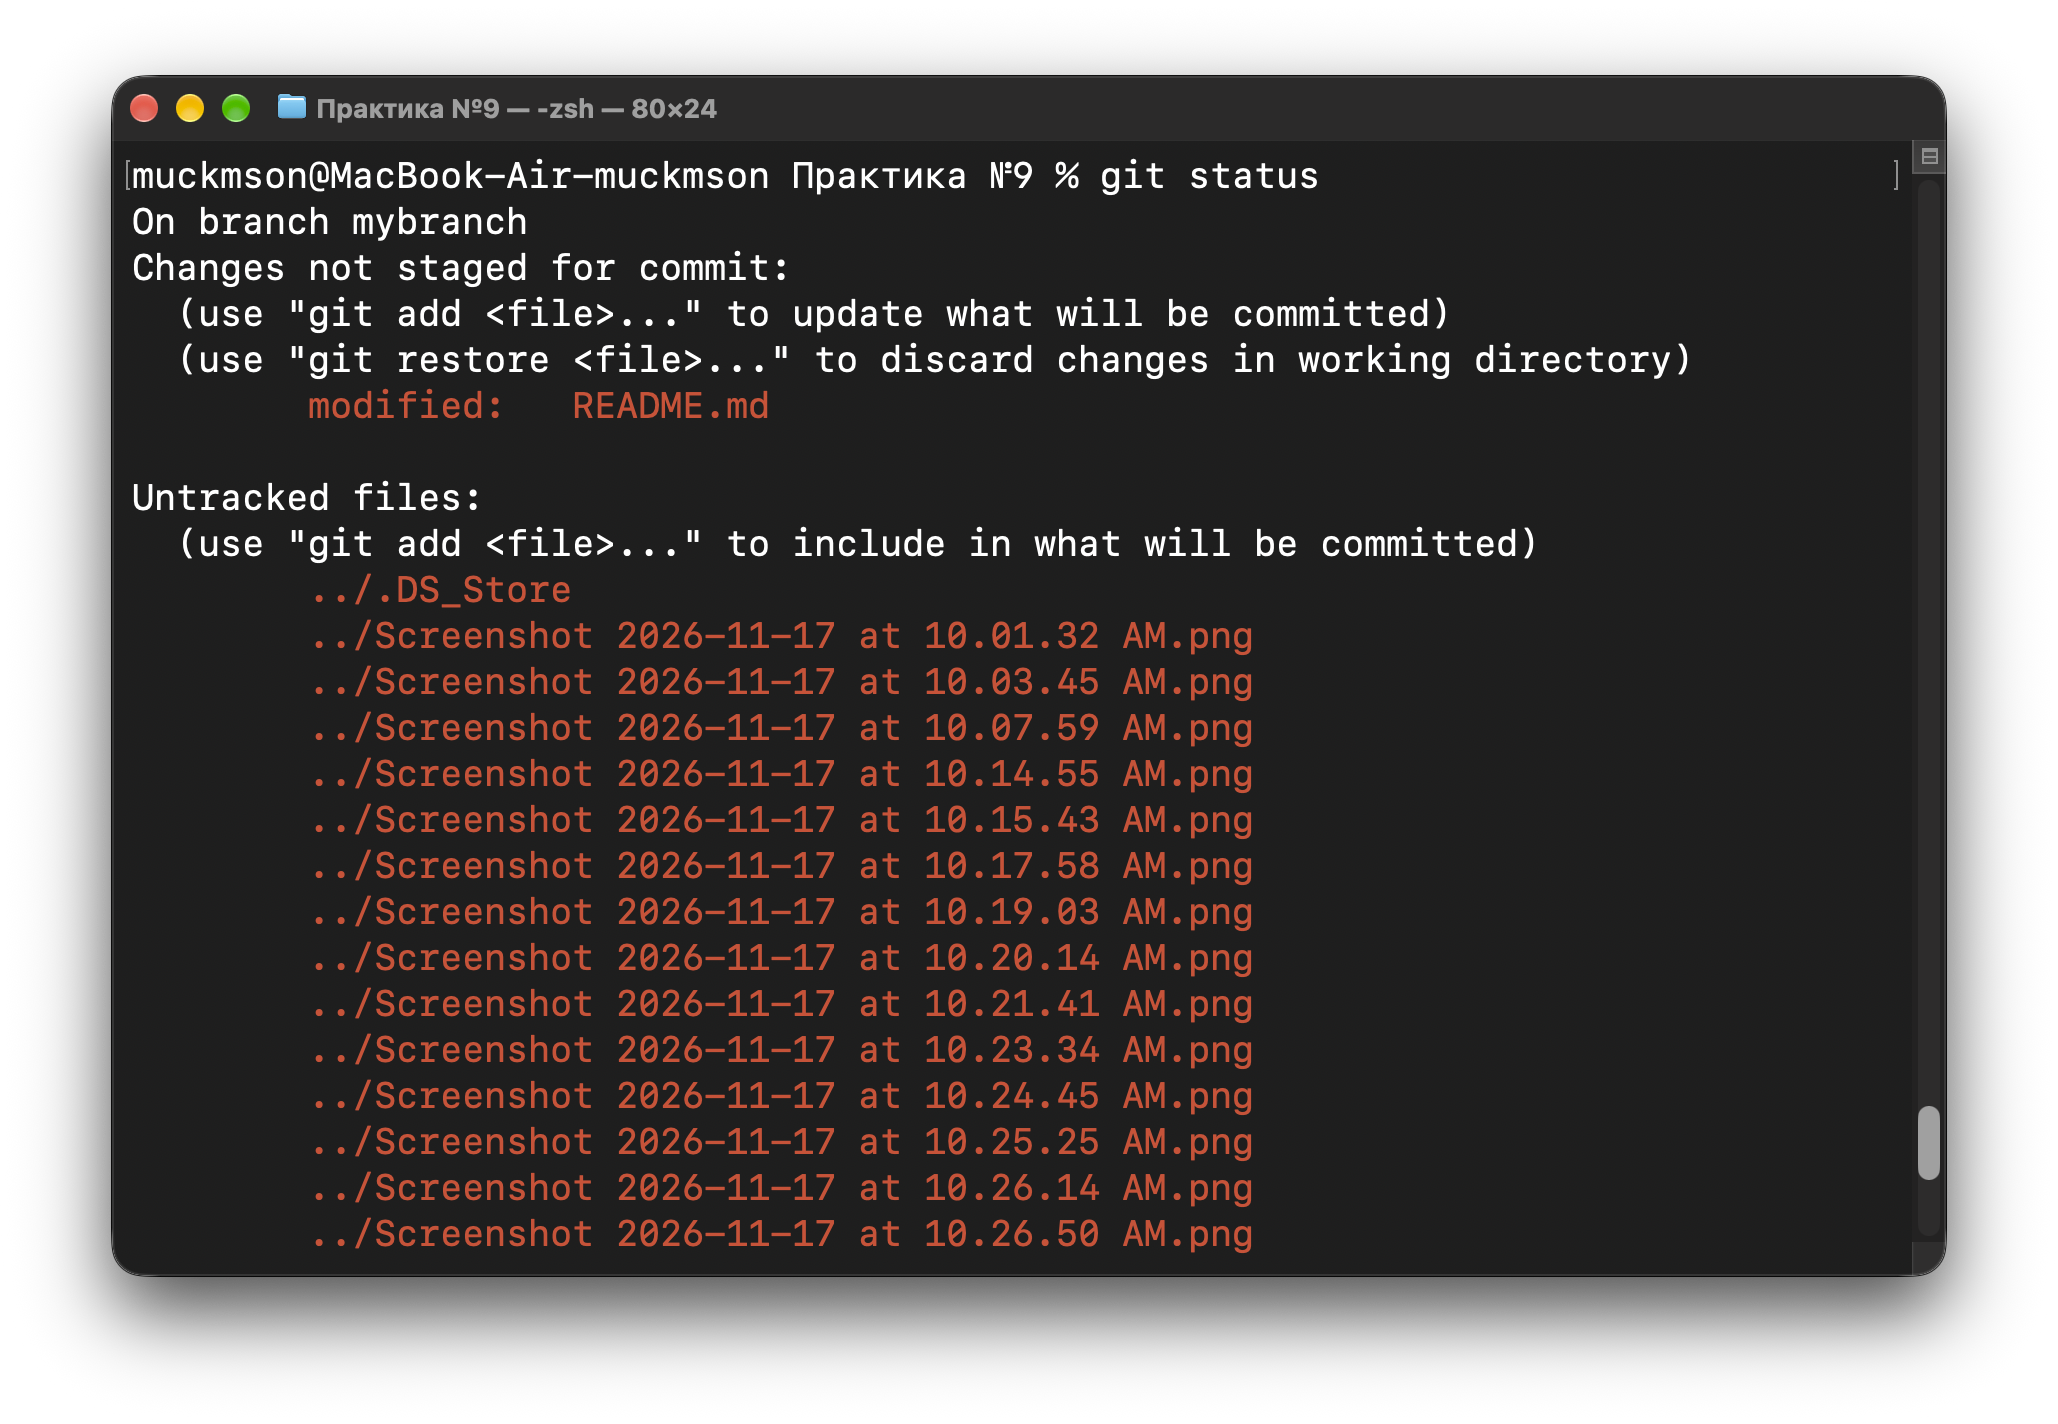 Практика №9 — -zsh — 80×24
[muckmson@MacBook-Air-muckmson Практика №9 % git status ]
On branch mybranch
Changes not staged for commit:
  (use "git add <file>..." to update what will be committed)
  (use "git restore <file>..." to discard changes in working directory)
        modified:   README.md

Untracked files:
  (use "git add <file>..." to include in what will be committed)
        ../.DS_Store
        ../Screenshot 2026-11-17 at 10.01.32 AM.png
        ../Screenshot 2026-11-17 at 10.03.45 AM.png
        ../Screenshot 2026-11-17 at 10.07.59 AM.png
        ../Screenshot 2026-11-17 at 10.14.55 AM.png
        ../Screenshot 2026-11-17 at 10.15.43 AM.png
        ../Screenshot 2026-11-17 at 10.17.58 AM.png
        ../Screenshot 2026-11-17 at 10.19.03 AM.png
        ../Screenshot 2026-11-17 at 10.20.14 AM.png
        ../Screenshot 2026-11-17 at 10.21.41 AM.png
        ../Screenshot 2026-11-17 at 10.23.34 AM.png
        ../Screenshot 2026-11-17 at 10.24.45 AM.png
        ../Screenshot 2026-11-17 at 10.25.25 AM.png
        ../Screenshot 2026-11-17 at 10.26.14 AM.png
        ../Screenshot 2026-11-17 at 10.26.50 AM.png